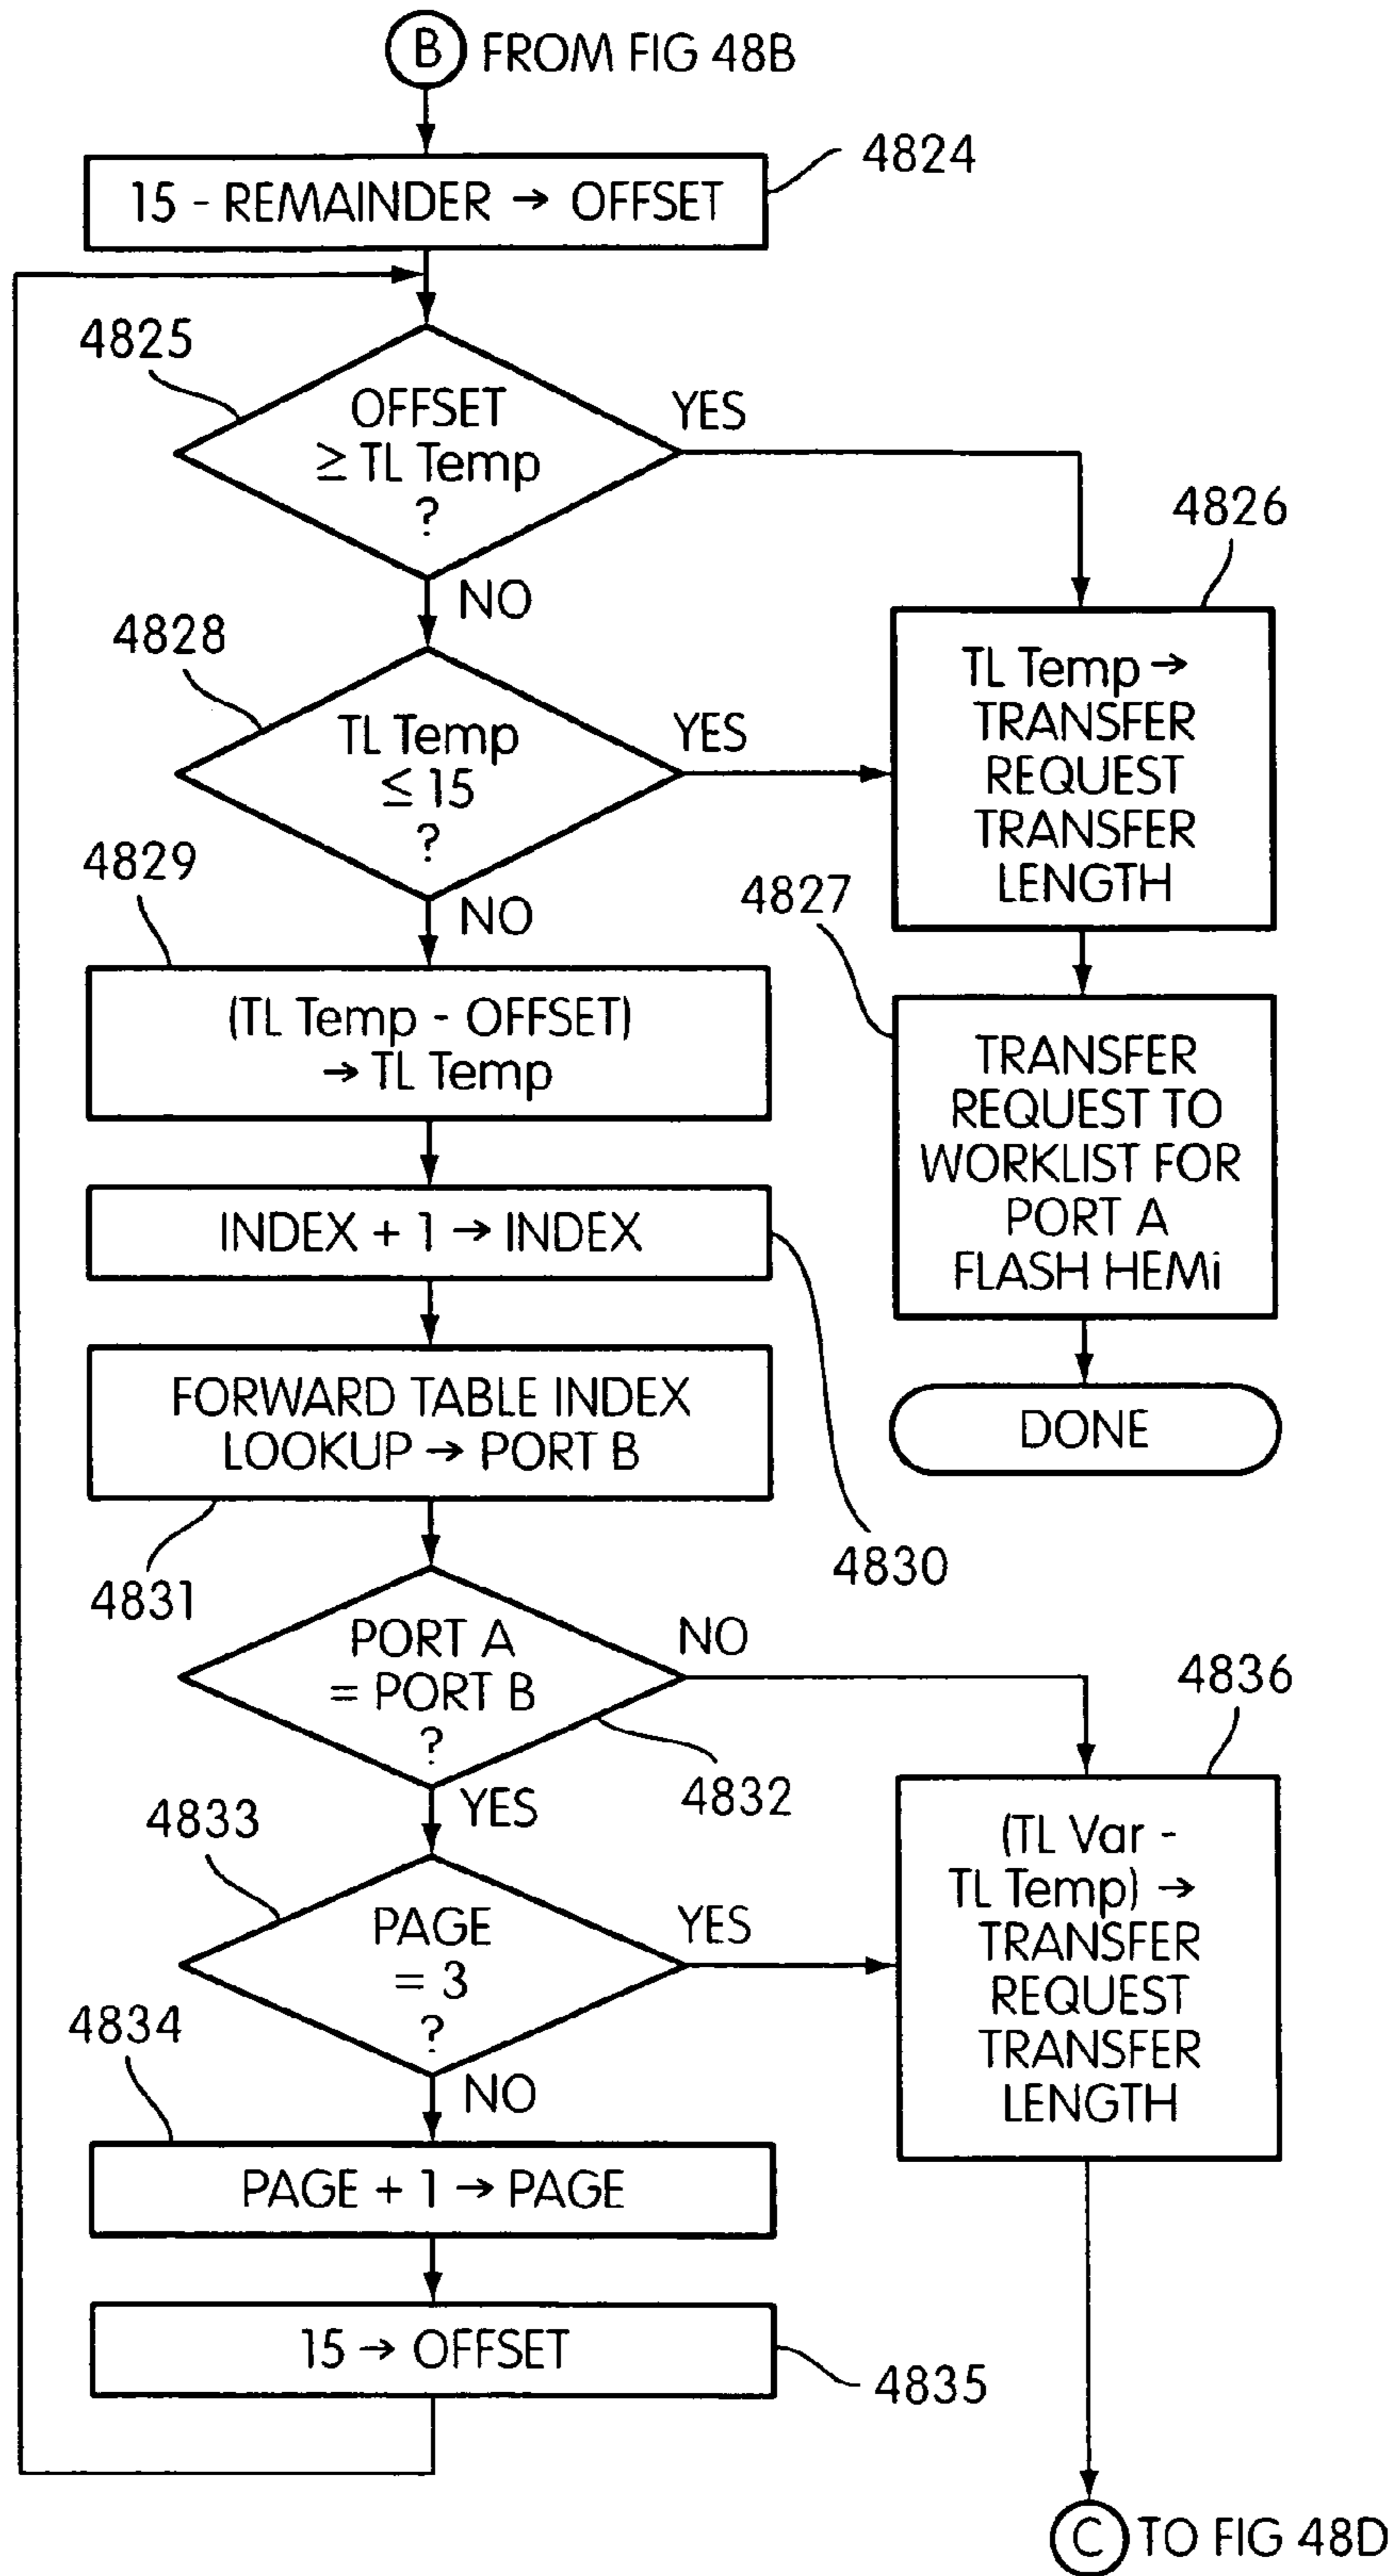 B FROM FIG 48B
4824
15 - REMAINDER → OFFSET
4825
OFFSET
≥ TL Temp
?
YES
NO
4826
TL Temp →
TRANSFER
REQUEST
TRANSFER
LENGTH
4828
TL Temp
≤ 15
?
YES
NO
4827
TRANSFER
REQUEST TO
WORKLIST FOR
PORT A
FLASH HEMi
DONE
4829
(TL Temp - OFFSET)
→ TL Temp
INDEX + 1 → INDEX
4830
FORWARD TABLE INDEX
LOOKUP → PORT B
4831
PORT A
= PORT B
?
NO
4832
YES
4836
(TL Var -
TL Temp) →
TRANSFER
REQUEST
TRANSFER
LENGTH
4833
PAGE
= 3
?
YES
NO
4834
PAGE + 1 → PAGE
15 → OFFSET
4835
C TO FIG 48D